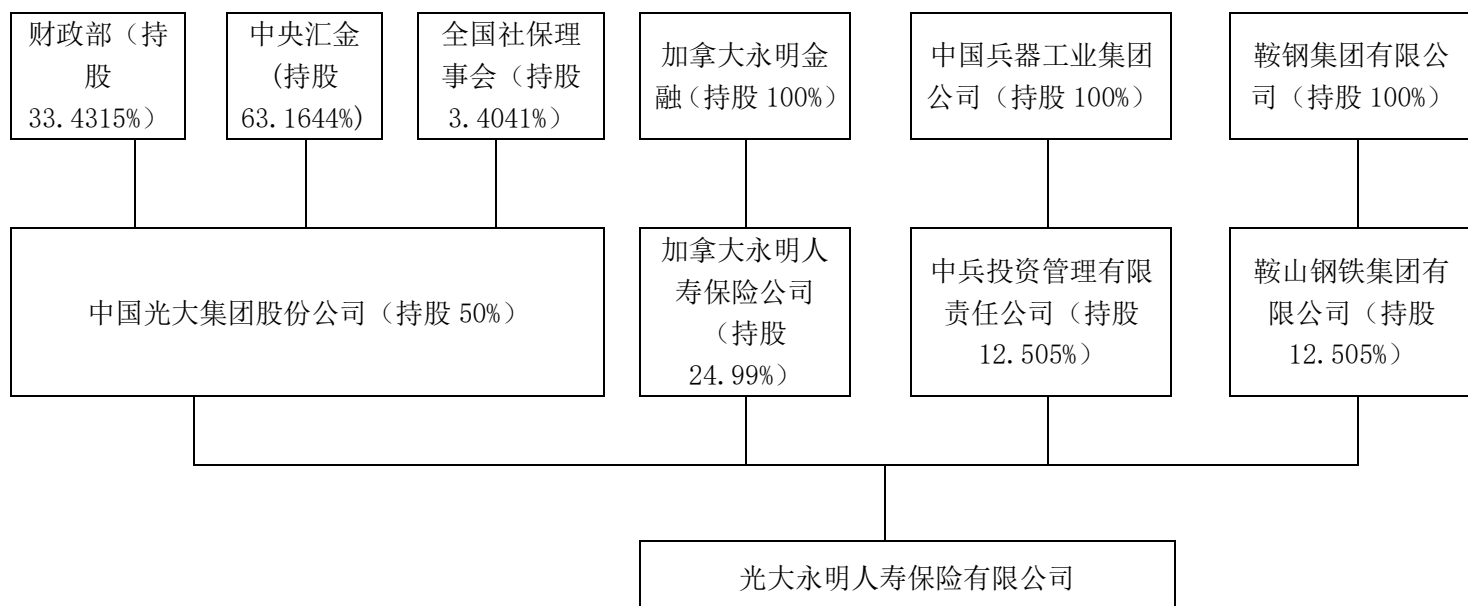 财政部（持
股
33.4315%）
中央汇金
(持股
63.1644%)
全国社保理
事会（持股
3.4041%）
加拿大永明金
融（持股 100%）
中国兵器工业集团
公司（持股 100%）
鞍钢集团有限公
司（持股 100%）
中国光大集团股份公司（持股 50%）
加拿大永明人
寿保险公司
（持股
24.99%）
中兵投资管理有限
责任公司（持股
12.505%）
鞍山钢铁集团有
限公司（持股
12.505%）
光大永明人寿保险有限公司